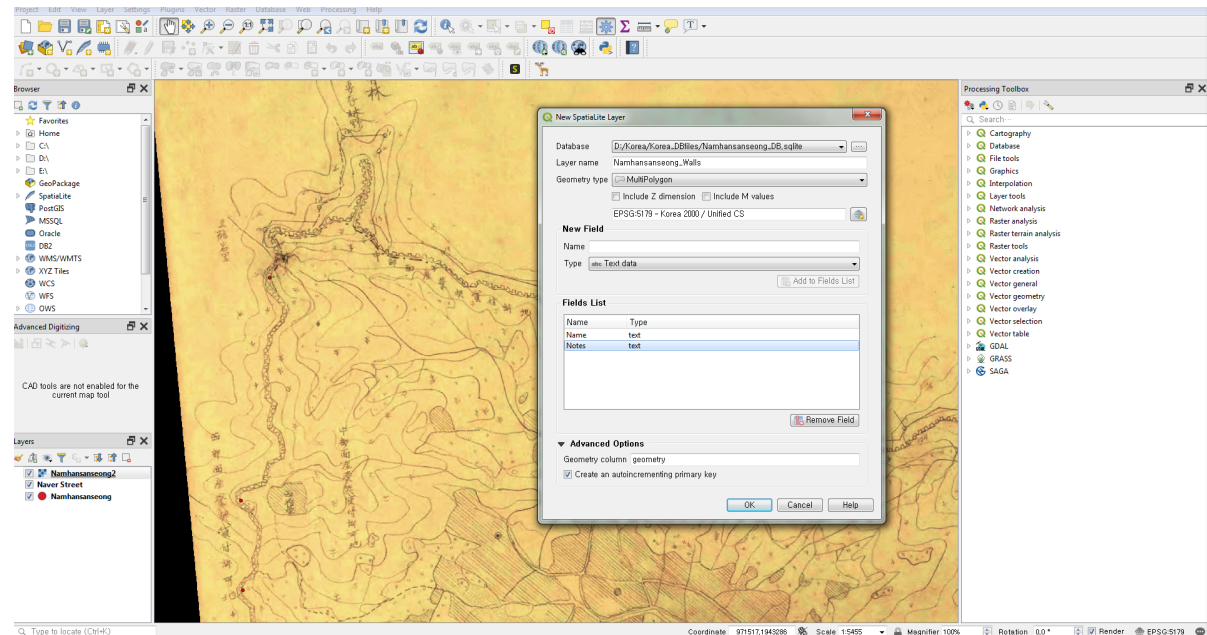 Project Edit View Layer Settings Plugins Vector Raster Database Web Processing Help
Browser
Favorites
Home
C:\
D:\
E:\
GeoPackage
SpatiaLite
PostGIS
MSSQL
Oracle
DB2
WMS/WMTS
XYZ Tiles
WCS
WFS
OWS
Advanced Digitizing
CAD tools are not enabled for the
current map tool
Layers
Namhansanseong2
Naver Street
Namhansanseong
New SpatiaLite Layer
Database D:/Korea/Korea_DBfiles/Namhansanseong_DB.sqlite
Layer name Namhansanseong_Walls
Geometry type MultiPolygon
Include Z dimension Include M values
EPSG:5179 - Korea 2000 / Unified CS
New Field
Name
Type abc Text data
Add to Fields List
Fields List
Name Type
Name text
Notes text
Remove Field
Advanced Options
Geometry column geometry
Create an autoincrementing primary key
OK Cancel Help
Processing Toolbox
Search…
Cartography
Database
File tools
Graphics
Interpolation
Layer tools
Network analysis
Raster analysis
Raster terrain analysis
Raster tools
Vector analysis
Vector creation
Vector general
Vector geometry
Vector overlay
Vector selection
Vector table
GDAL
GRASS
SAGA
Type to locate (Ctrl+K) Coordinate 971517,1943286 Scale 1:5455 Magnifier 100% Rotation 0,0 ° Render EPSG:5179